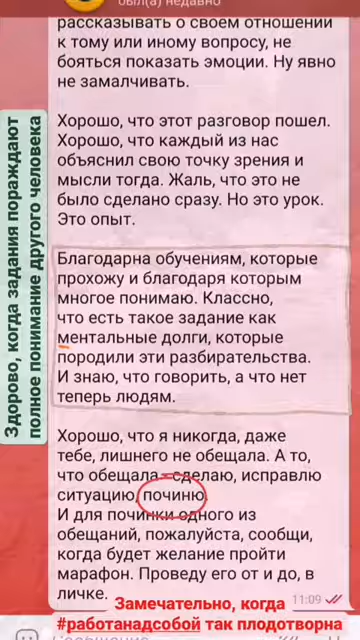 был(а) недавно
рассказывать о своем отношении
к тому или иному вопросу, не
бояться показать эмоции. Ну явно
не замалчивать.
Хорошо, что этот разговор пошел.
Хорошо, что каждый из нас
объяснил свою точку зрения и
мысли тогда. Жаль, что это не
было сделано сразу. Но это урок.
Это опыт.
Здорово, когда задания пораждают
полное понимание другого человека
Благодарна обучениям, которые
прохожу и благодаря которым
многое понимаю. Классно,
что есть такое задание как
ментальные долги, которые
породили эти разбирательства.
И знаю, что говорить, а что нет
теперь людям.
Хорошо, что я никогда, даже
тебе, лишнего не обещала. А то,
что обещала - сделаю, исправлю
ситуацию, починю.
И для починки одного из
обещаний, пожалуйста, сообщи,
когда будет желание пройти
марафон. Проведу его от и до, в
личке.
11:09
Замечательно, когда
#работанадсобой так плодотворна
Сообщение